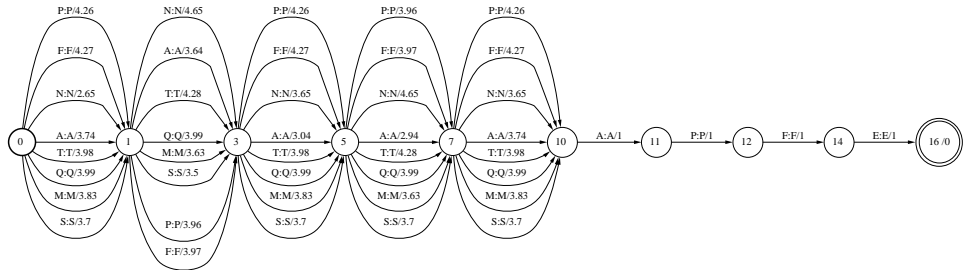 P:P/4.26 N:N/4.65 P:P/4.26 P:P/3.96 P:P/4.26
F:F/4.27 A:A/3.64 F:F/4.27 F:F/3.97 F:F/4.27
N:N/2.65 T:T/4.28 N:N/3.65 N:N/4.65 N:N/3.65
0 A:A/3.74 1 Q:Q/3.99 3 A:A/3.04 5 A:A/2.94 7 A:A/3.74 10 A:A/1 11 P:P/1 12 F:F/1 14 E:E/1 16/0
T:T/3.98 M:M/3.63 T:T/3.98 T:T/4.28 T:T/3.98
Q:Q/3.99 S:S/3.5 Q:Q/3.99 Q:Q/3.99 Q:Q/3.99
M:M/3.83 M:M/3.83 M:M/3.63 M:M/3.83
S:S/3.7 P:P/3.96 S:S/3.7 S:S/3.7 S:S/3.7
F:F/3.97